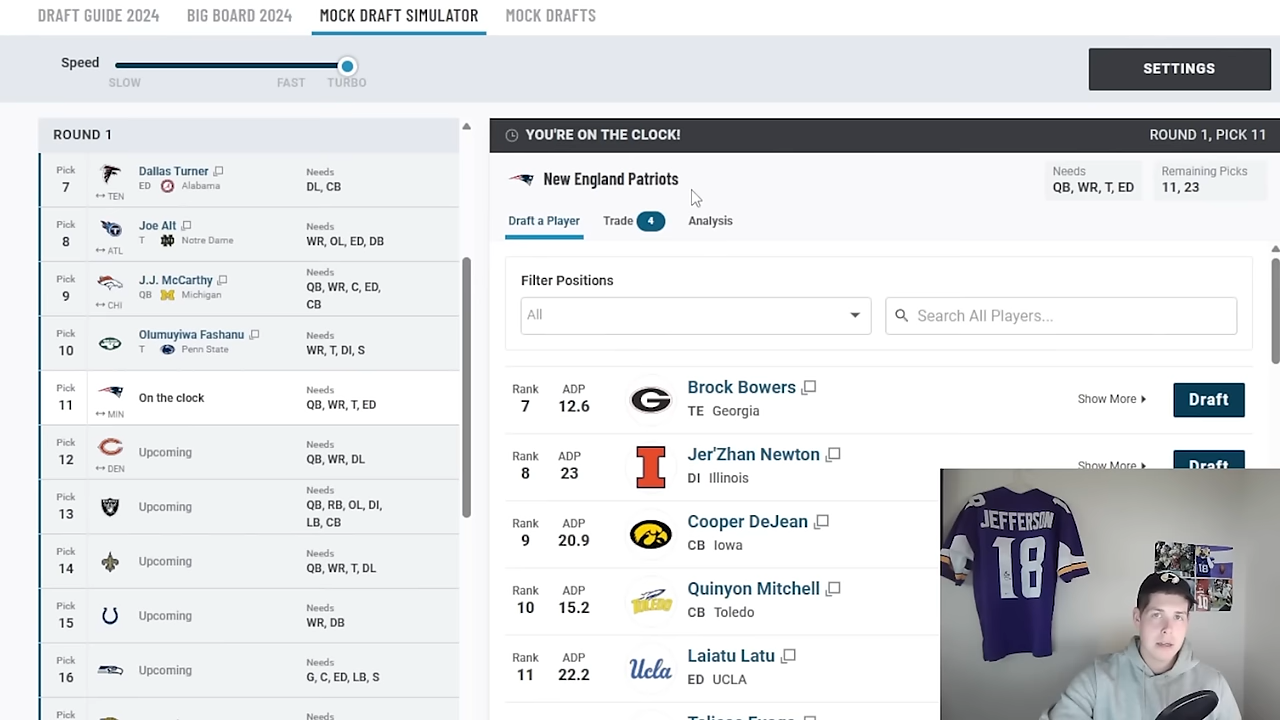 DRAFT GUIDE 2024 BIG BOARD 2024 MOCK DRAFT SIMULATOR MOCK DRAFTS
Speed
SLOW FAST TURBO
SETTINGS
ROUND 1
Pick 7
TEN
Dallas Turner
ED Alabama
Needs
DL, CB
Pick 8
ATL
Joe Alt
T Notre Dame
Needs
WR, OL, ED, DB
Pick 9
CHI
J.J. McCarthy
QB Michigan
Needs
QB, WR, C, ED,
CB
Pick 10
Olumuyiwa Fashanu
T Penn State
Needs
WR, T, DI, S
Pick 11
MIN
On the clock
Needs
QB, WR, T, ED
Pick 12
DEN
Upcoming
Needs
QB, WR, DL
Pick 13
Upcoming
Needs
QB, RB, OL, DI,
LB, CB
Pick 14
Upcoming
Needs
QB, WR, T, DL
Pick 15
Upcoming
Needs
WR, DB
Pick 16
Upcoming
Needs
G, C, ED, LB, S
Pick
Needs
YOU'RE ON THE CLOCK! ROUND 1, PICK 11
New England Patriots
Needs
QB, WR, T, ED
Remaining Picks
11, 23
Draft a Player Trade 4 Analysis
Filter Positions
All
Search All Players...
Rank 7
ADP 12.6
G
Brock Bowers
TE Georgia
Show More
Draft
Rank 8
ADP 23
I
Jer'Zhan Newton
DI Illinois
Show More
Draft
Rank 9
ADP 20.9
Cooper DeJean
CB Iowa
Rank 10
ADP 15.2
TOLEDO
Quinyon Mitchell
CB Toledo
Rank 11
ADP 22.2
Ucla
Laiatu Latu
ED UCLA
JEFFERSON
18